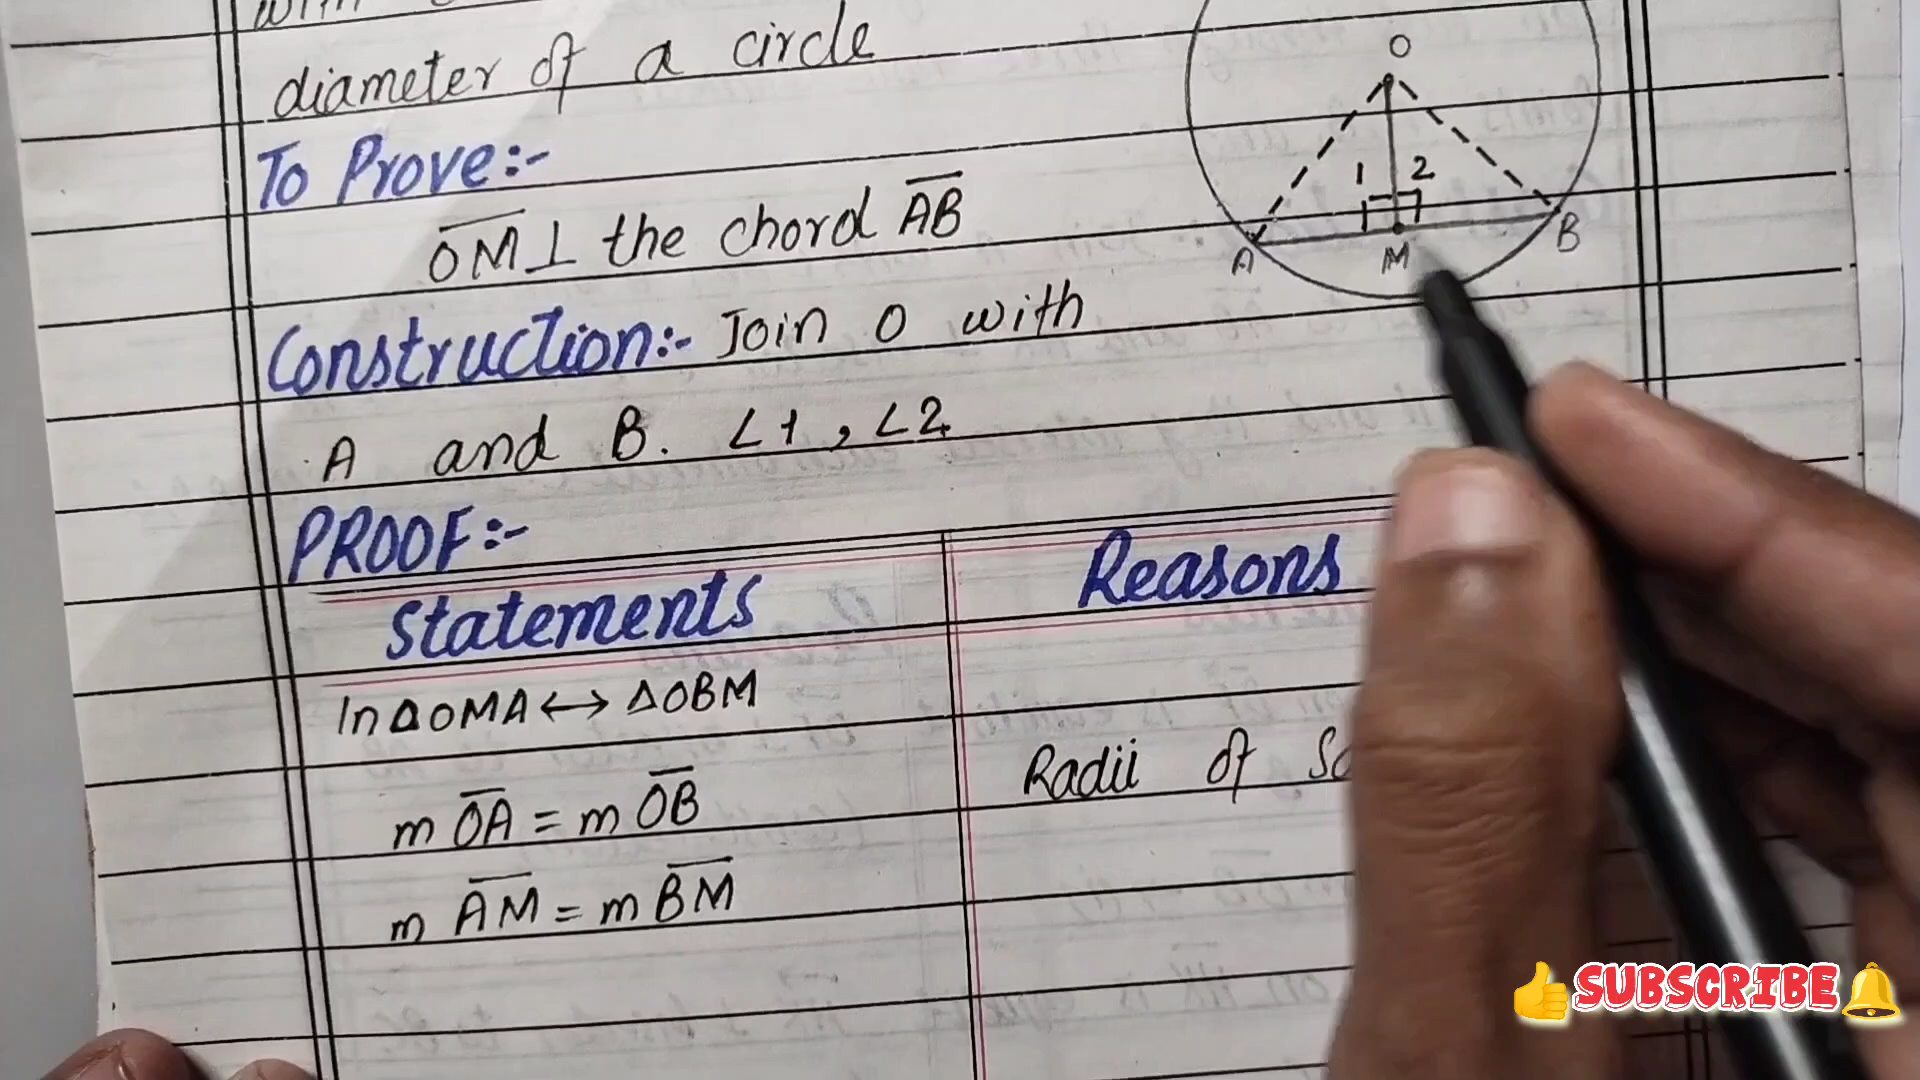 with
diameter of a circle
To Prove:-
OM ⊥ the chord AB
Construction:- Join O with
A and B. ∠1, ∠2
PROOF:-
Statements
Reasons
In ΔOMA ↔ ΔOBM
m OA = m OB
Radii of
m AM = m BM
O
1 2
A M B
SUBSCRIBE